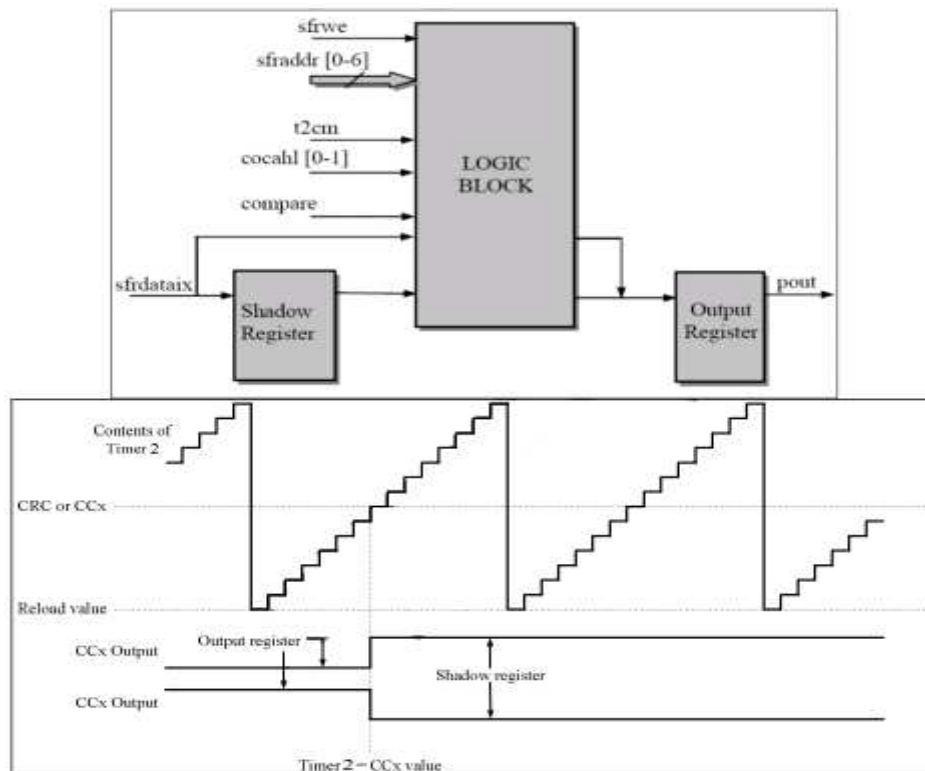 sfrwe
sfraddr [0-6]
t2cm
cocahl [0-1]
compare
LOGIC
BLOCK
sfrdataix
Shadow
Register
Output
Register
pout
Contents of
Timer 2
CRC or CCx
Reload value
Output register
CCx Output
Shadow register
CCx Output
Timer 2 = CCx value